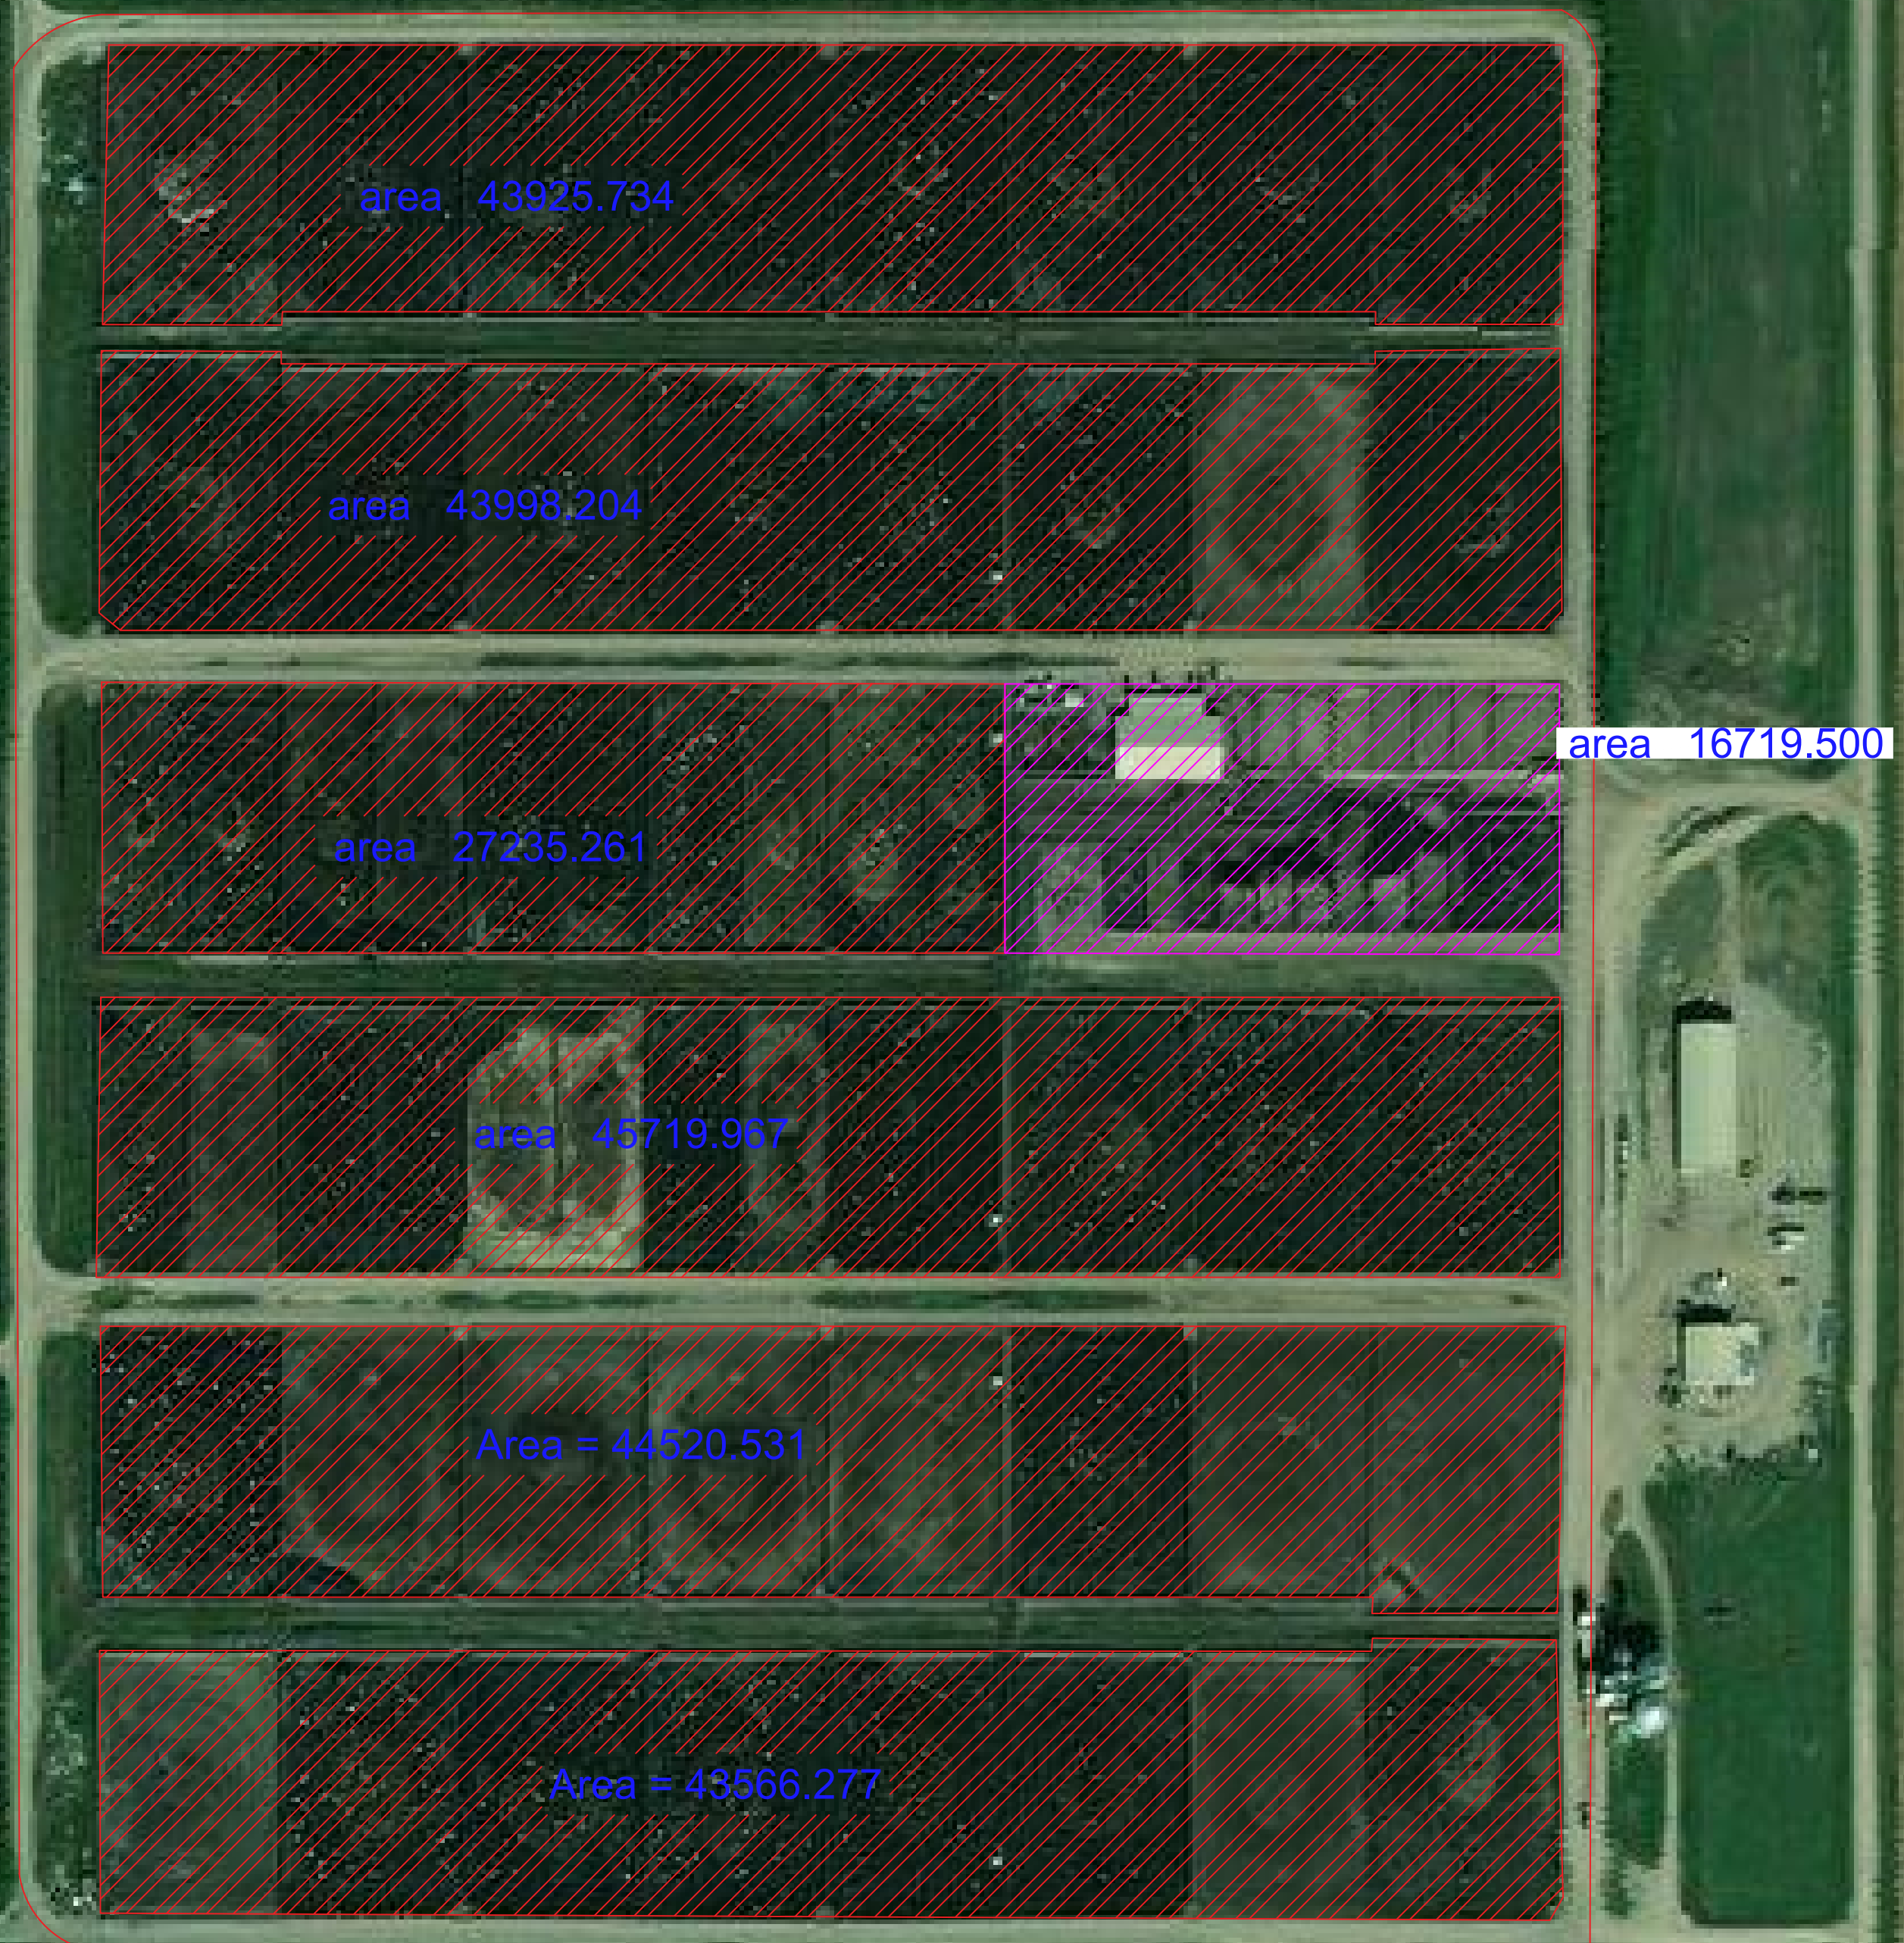 area 43925.734
area 43998.204
area 16719.500
area 27235.261
area 45719.967
Area = 44520.531
Area = 43566.277